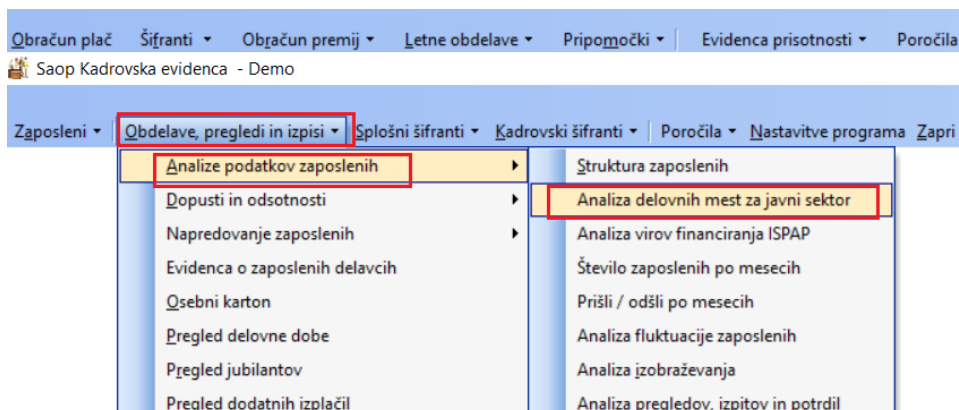 Obračun plač Šifranti Obračun premij Letne obdelave Pripomočki Evidenca prisotnosti Poročila
Saop Kadrovska evidenca - Demo
Zaposleni Obdelave, pregledi in izpisi Splošni šifranti Kadrovski šifranti Poročila Nastavitve programa Zapri
Analize podatkov zaposlenih
Dopusti in odsotnosti
Napredovanje zaposlenih
Evidenca o zaposlenih delavcih
Osebni karton
Pregled delovne dobe
Pregled jubilantov
Pregled dodatnih izplačil
Struktura zaposlenih
Analiza delovnih mest za javni sektor
Analiza virov financiranja ISPAP
Število zaposlenih po mesecih
Prišli / odšli po mesecih
Analiza fluktuacije zaposlenih
Analiza izobraževanja
Analiza pregledov, izpitov in potrdil